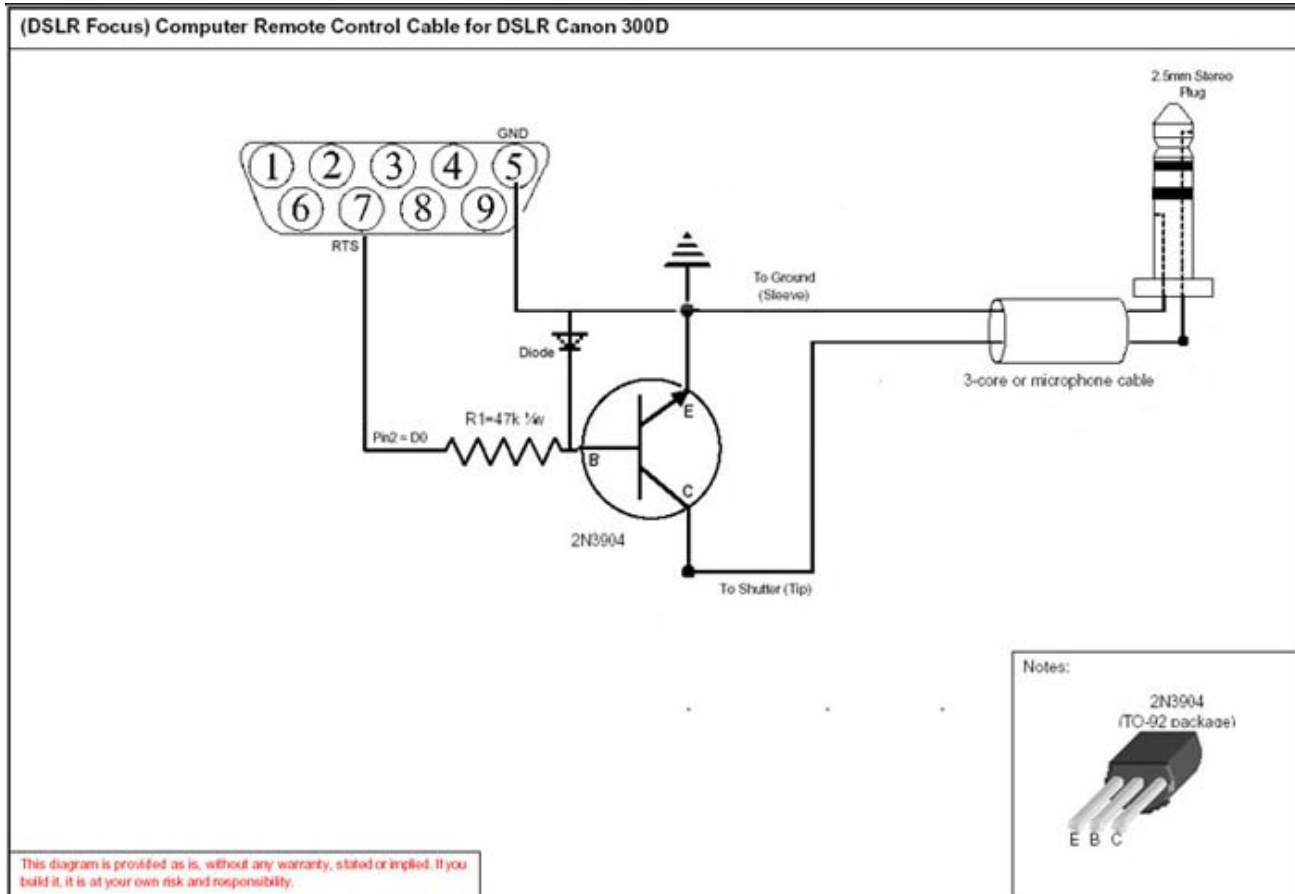 (DSLR Focus) Computer Remote Control Cable for DSLR Canon 300D
2.5mm Stereo
Plug
GND
1 2 3 4 5
6 7 8 9
RTS
To Ground
(Sleeve)
Diode
3-core or microphone cable
R1=47k ¼w
Pin2 = D0
E
B
C
2N3904
To Shutter (Tip)
Notes:
2N3904
(TO-92 package)
E B C
This diagram is provided as is, without any warranty, stated or implied. If you
build it, it is at your own risk and responsibility.